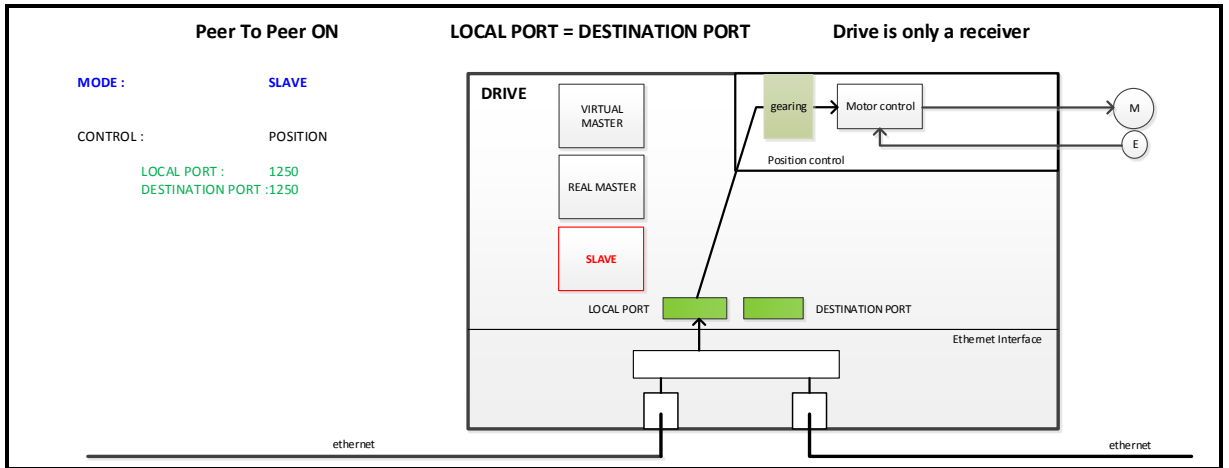 Peer To Peer ON LOCAL PORT = DESTINATION PORT Drive is only a receiver
MODE : SLAVE
CONTROL : POSITION
LOCAL PORT : 1250
DESTINATION PORT :1250
DRIVE
VIRTUAL
MASTER
REAL MASTER
SLAVE
gearing
Motor control
Position control
M
E
LOCAL PORT
DESTINATION PORT
Ethernet Interface
ethernet
ethernet